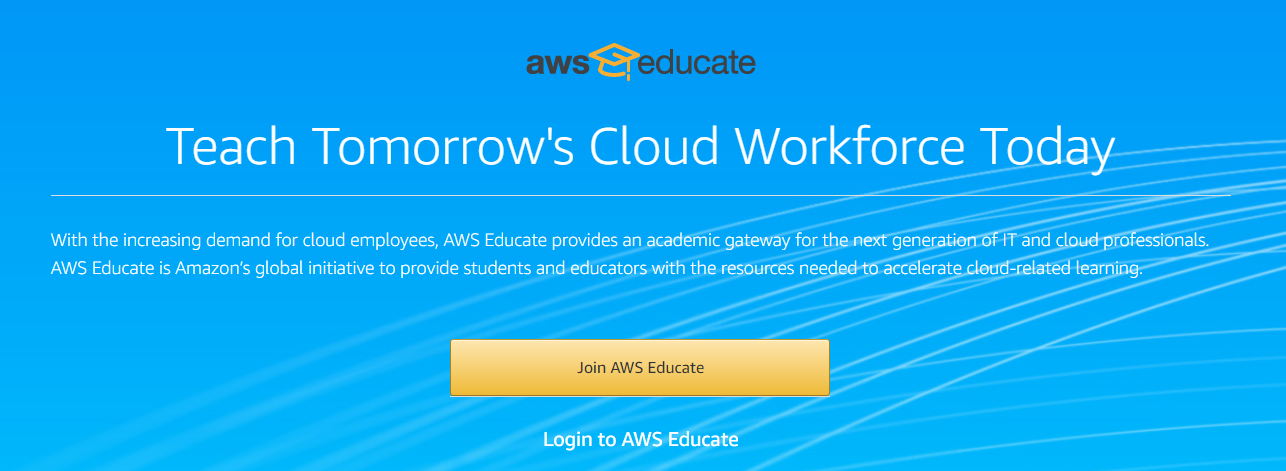 aws educate
Teach Tomorrow's Cloud Workforce Today
With the increasing demand for cloud employees, AWS Educate provides an academic gateway for the next generation of IT and cloud professionals.
AWS Educate is Amazon’s global initiative to provide students and educators with the resources needed to accelerate cloud-related learning.
Join AWS Educate
Login to AWS Educate